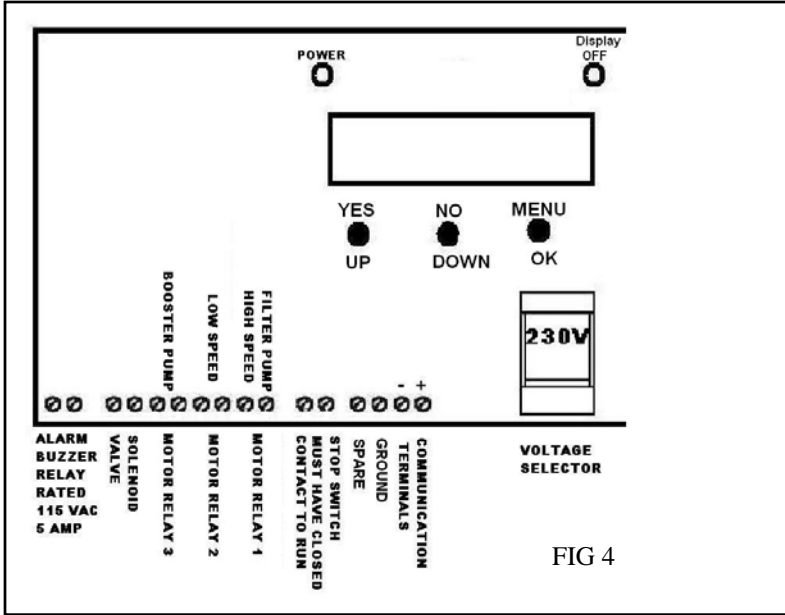 Display
OFF
POWER
YES
NO
MENU
UP
DOWN
OK
230V
BOOSTER PUMP
LOW SPEED
HIGH SPEED
FILTER PUMP
- +
ALARM
BUZZER
RELAY
RATED
115 VAC
5 AMP
VALVE
SOLENOID
MOTOR RELAY 3
MOTOR RELAY 2
MOTOR RELAY 1
STOP SWITCH
MUST HAVE CLOSED
CONTACT TO RUN
SPARE
GROUND
COMMUNICATION
TERMINALS
VOLTAGE
SELECTOR
FIG 4